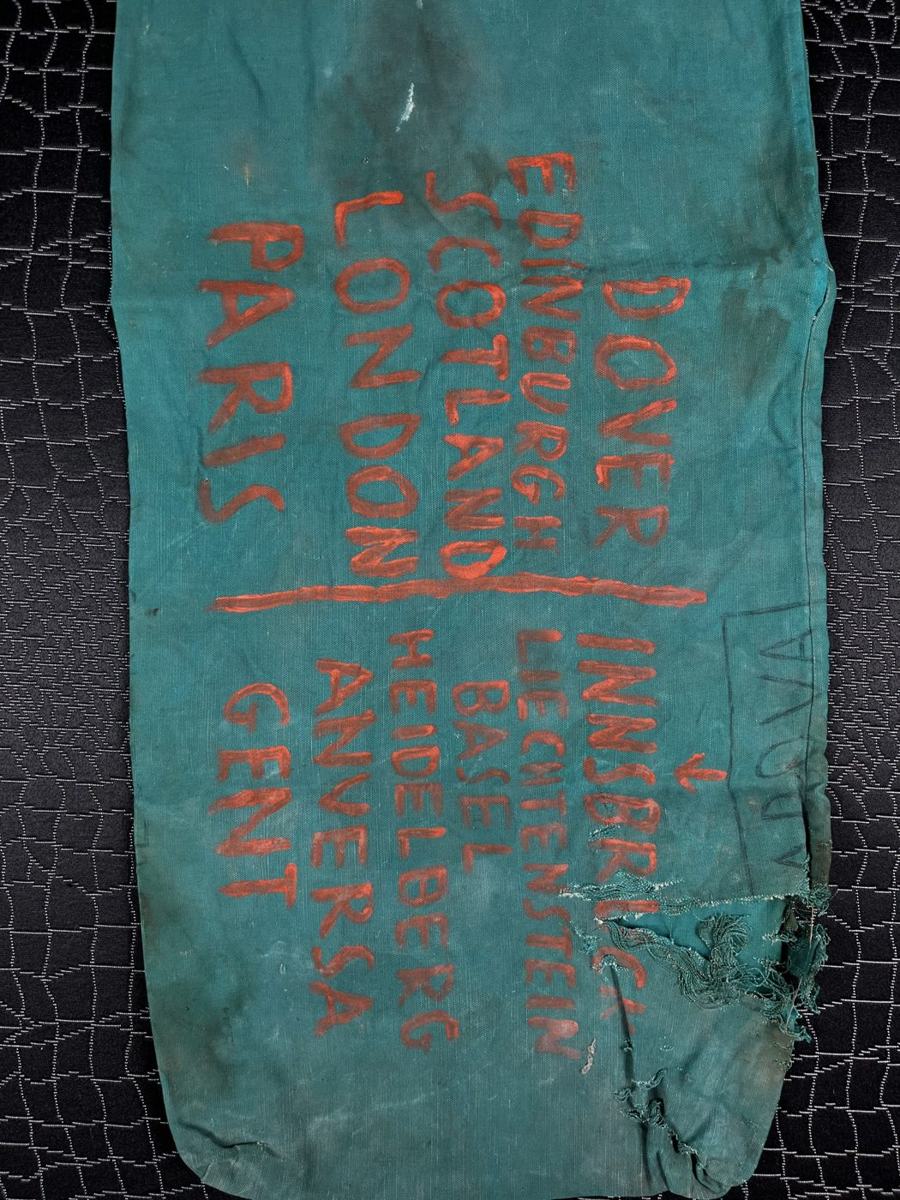 DOVER
EDINBURGH
SCOTLAND
LONDON
PARIS
INNSBRUCK
LIECHTENSTEIN
BASEL
HEIDELBERG
ANVERSA
GENT